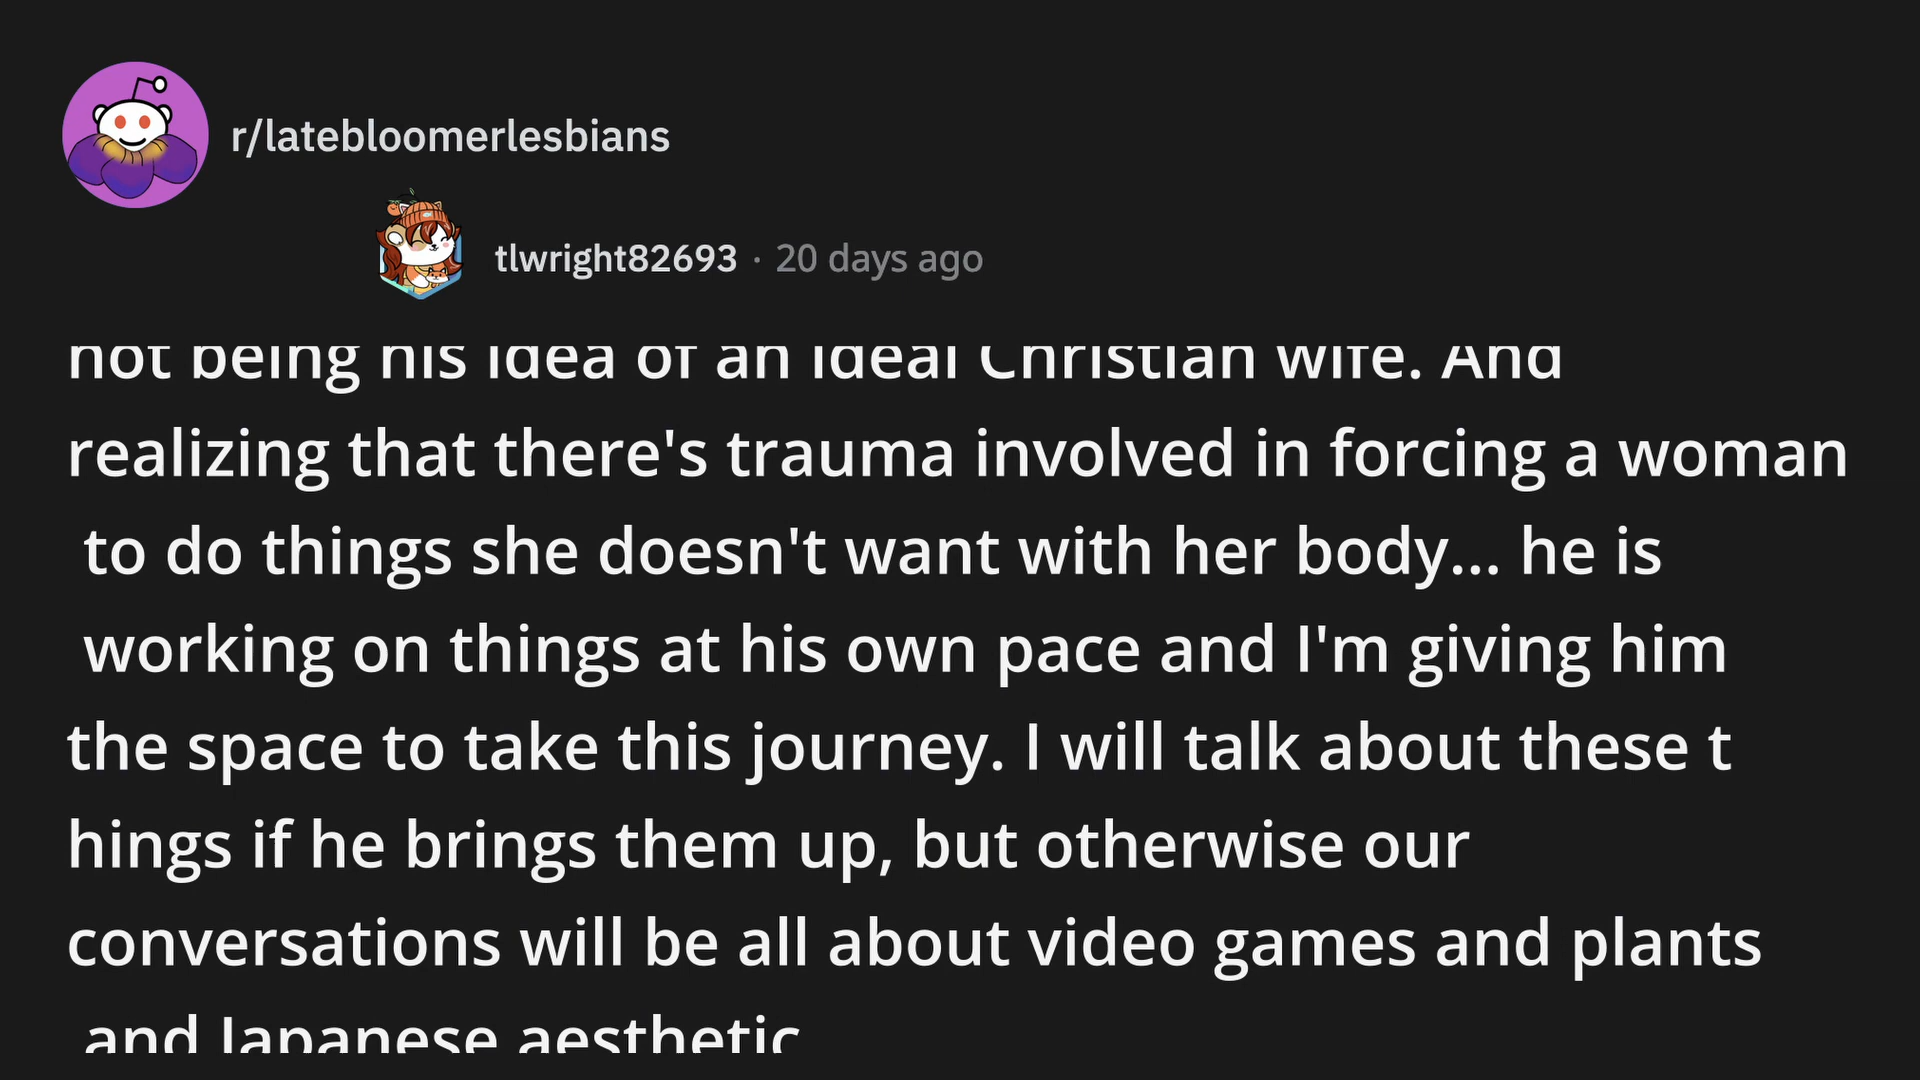 r/latebloomerlesbians
tlwright82693 · 20 days ago
not being his idea of an ideal Christian wife. And
realizing that there's trauma involved in forcing a woman
to do things she doesn't want with her body... he is
working on things at his own pace and I'm giving him
the space to take this journey. I will talk about these t
hings if he brings them up, but otherwise our
conversations will be all about video games and plants
and Japanese aesthetic